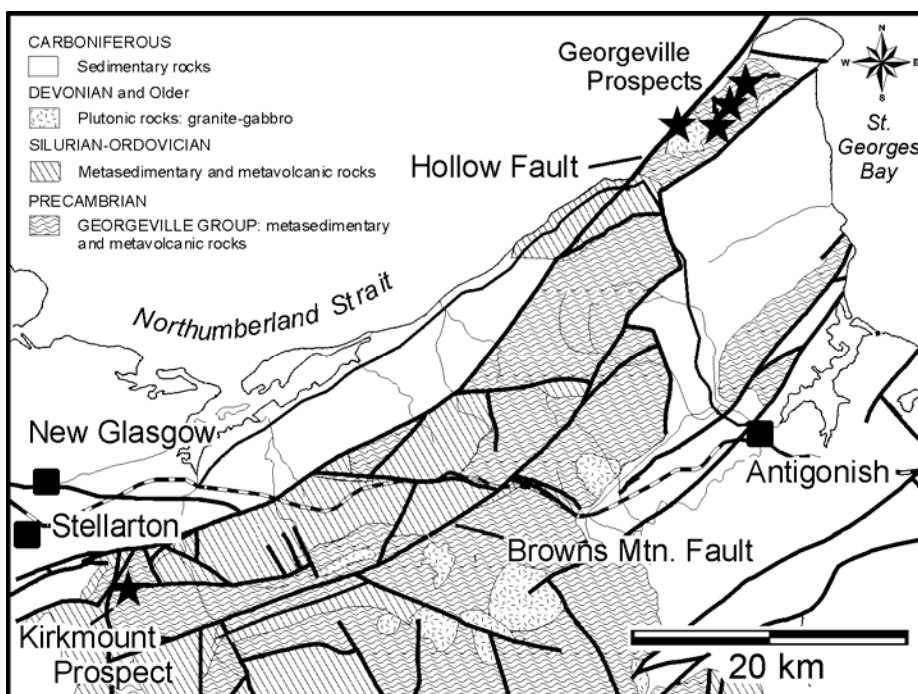 CARBONIFEROUS
Sedimentary rocks
DEVONIAN and Older
Plutonic rocks: granite-gabbro
SILURIAN-ORDOVICIAN
Metasedimentary and metavolcanic rocks
PRECAMBRIAN
GEORGEVILLE GROUP: metasedimentary
and metavolcanic rocks
Georgeville
Prospects
N
W
E
S
St.
Georges
Bay
Hollow Fault
Northumberland Strait
New Glasgow
Stellarton
Antigonish
Browns Mtn. Fault
Kirkmount
Prospect
20 km